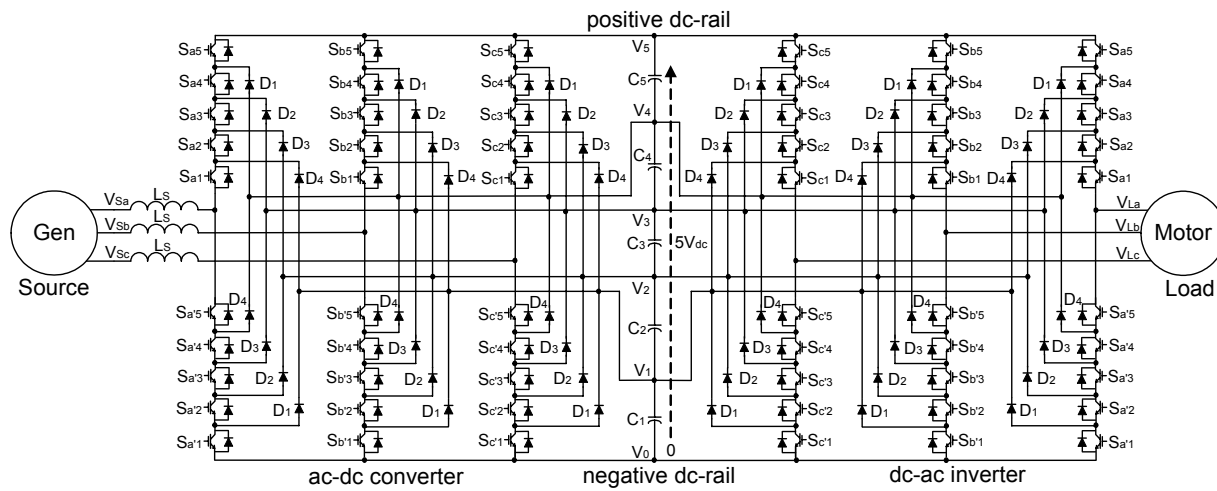 positive dc-rail
Sa5 Sb5 Sc5 V5 Sc5 Sb5 Sa5
Sa4 D1 Sb4 D1 Sc4 D1 C5 D1 Sc4 D1 Sb4 D1 Sa4
Sa3 D2 Sb3 D2 Sc3 D2 V4 D2 Sc3 D2 Sb3 D2 Sa3
Sa2 D3 Sb2 D3 Sc2 D3 C4 D3 Sc2 D3 Sb2 D3 Sa2
Sa1 D4 Sb1 D4 Sc1 D4 D4 Sc1 D4 Sb1 D4 Sa1
VSa LS V3 VLa
Gen VSb LS C3 5Vdc VLb Motor
VSc LS VLc
Source V2 Load
Sa'5 D4 Sb'5 D4 Sc'5 D4 C2 D4 Sc'5 D4 Sb'5 D4 Sa'5
Sa'4 D3 Sb'4 D3 Sc'4 D3 D3 Sc'4 D3 Sb'4 D3 Sa'4
Sa'3 D2 Sb'3 D2 Sc'3 D2 V1 D2 Sc'3 D2 Sb'3 D2 Sa'3
Sa'2 D1 Sb'2 D1 Sc'2 D1 C1 D1 Sc'2 D1 Sb'2 D1 Sa'2
Sa'1 Sb'1 Sc'1 V0 0 Sc'1 Sb'1 Sa'1
ac-dc converter negative dc-rail dc-ac inverter